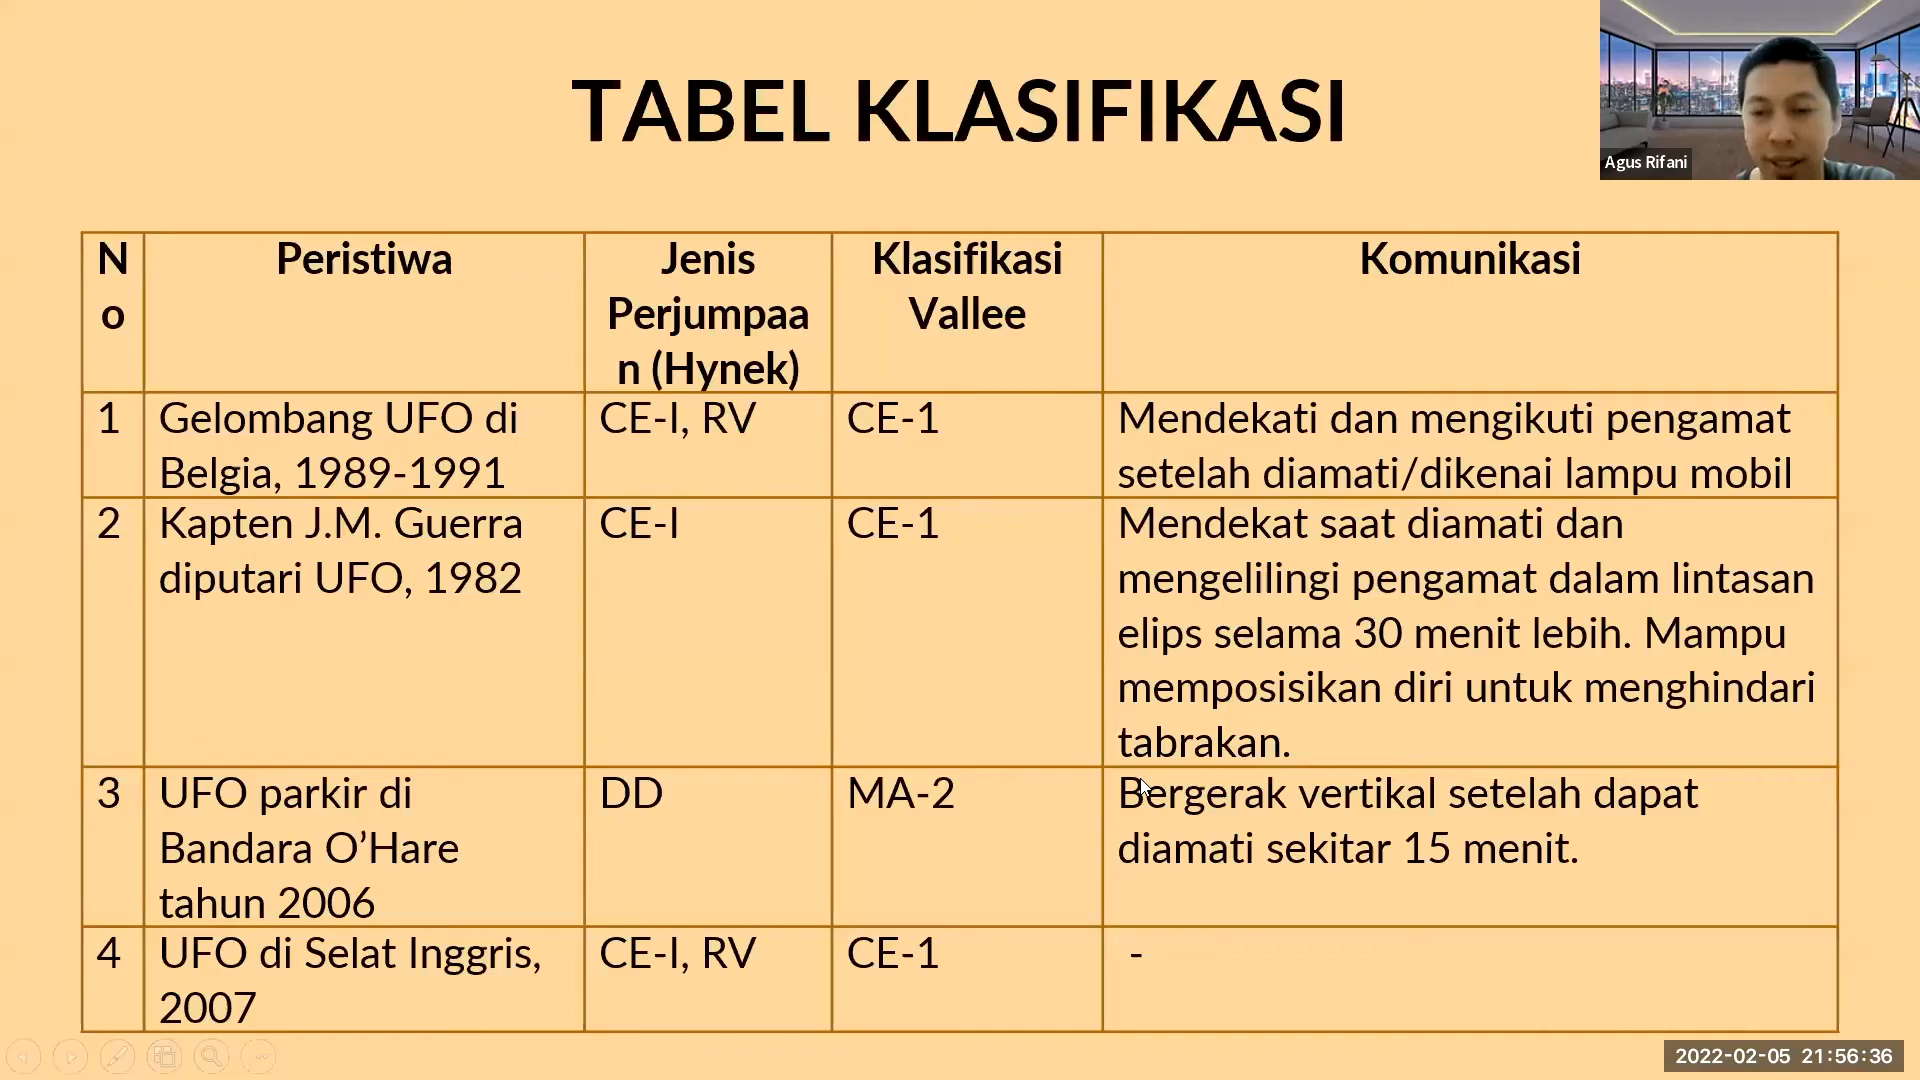 TABEL KLASIFIKASI
Agus Rifani
N
o
Peristiwa
Jenis
Perjumpaa
n (Hynek)
Klasifikasi
Vallee
Komunikasi
1
Gelombang UFO di
Belgia, 1989-1991
CE-I, RV
CE-1
Mendekati dan mengikuti pengamat
setelah diamati/dikenai lampu mobil
2
Kapten J.M. Guerra
diputari UFO, 1982
CE-I
CE-1
Mendekat saat diamati dan
mengelilingi pengamat dalam lintasan
elips selama 30 menit lebih. Mampu
memposisikan diri untuk menghindari
tabrakan.
3
UFO parkir di
Bandara O’Hare
tahun 2006
DD
MA-2
Bergerak vertikal setelah dapat
diamati sekitar 15 menit.
4
UFO di Selat Inggris,
2007
CE-I, RV
CE-1
-
2022-02-05 21:56:36